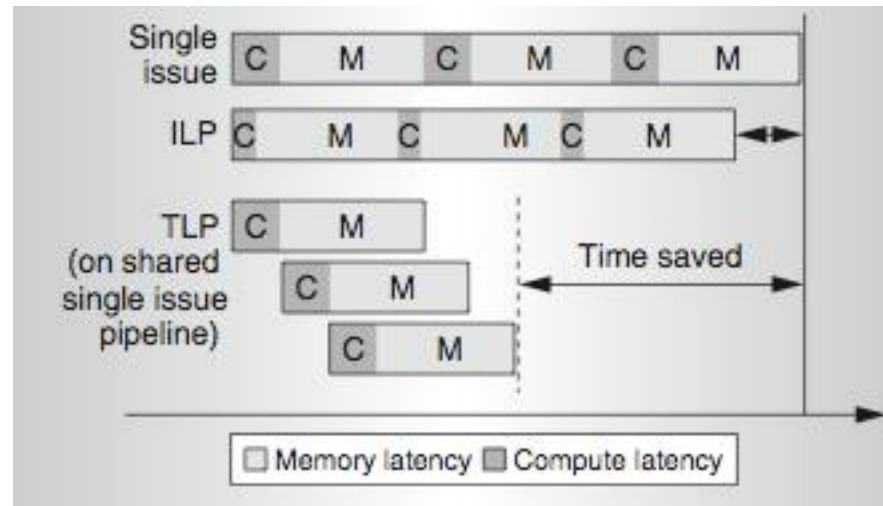 Single
issue
C M C M C M
ILP
C M C M C M
TLP
(on shared
single issue
pipeline)
C M
C M
C M
Time saved
Memory latency Compute latency